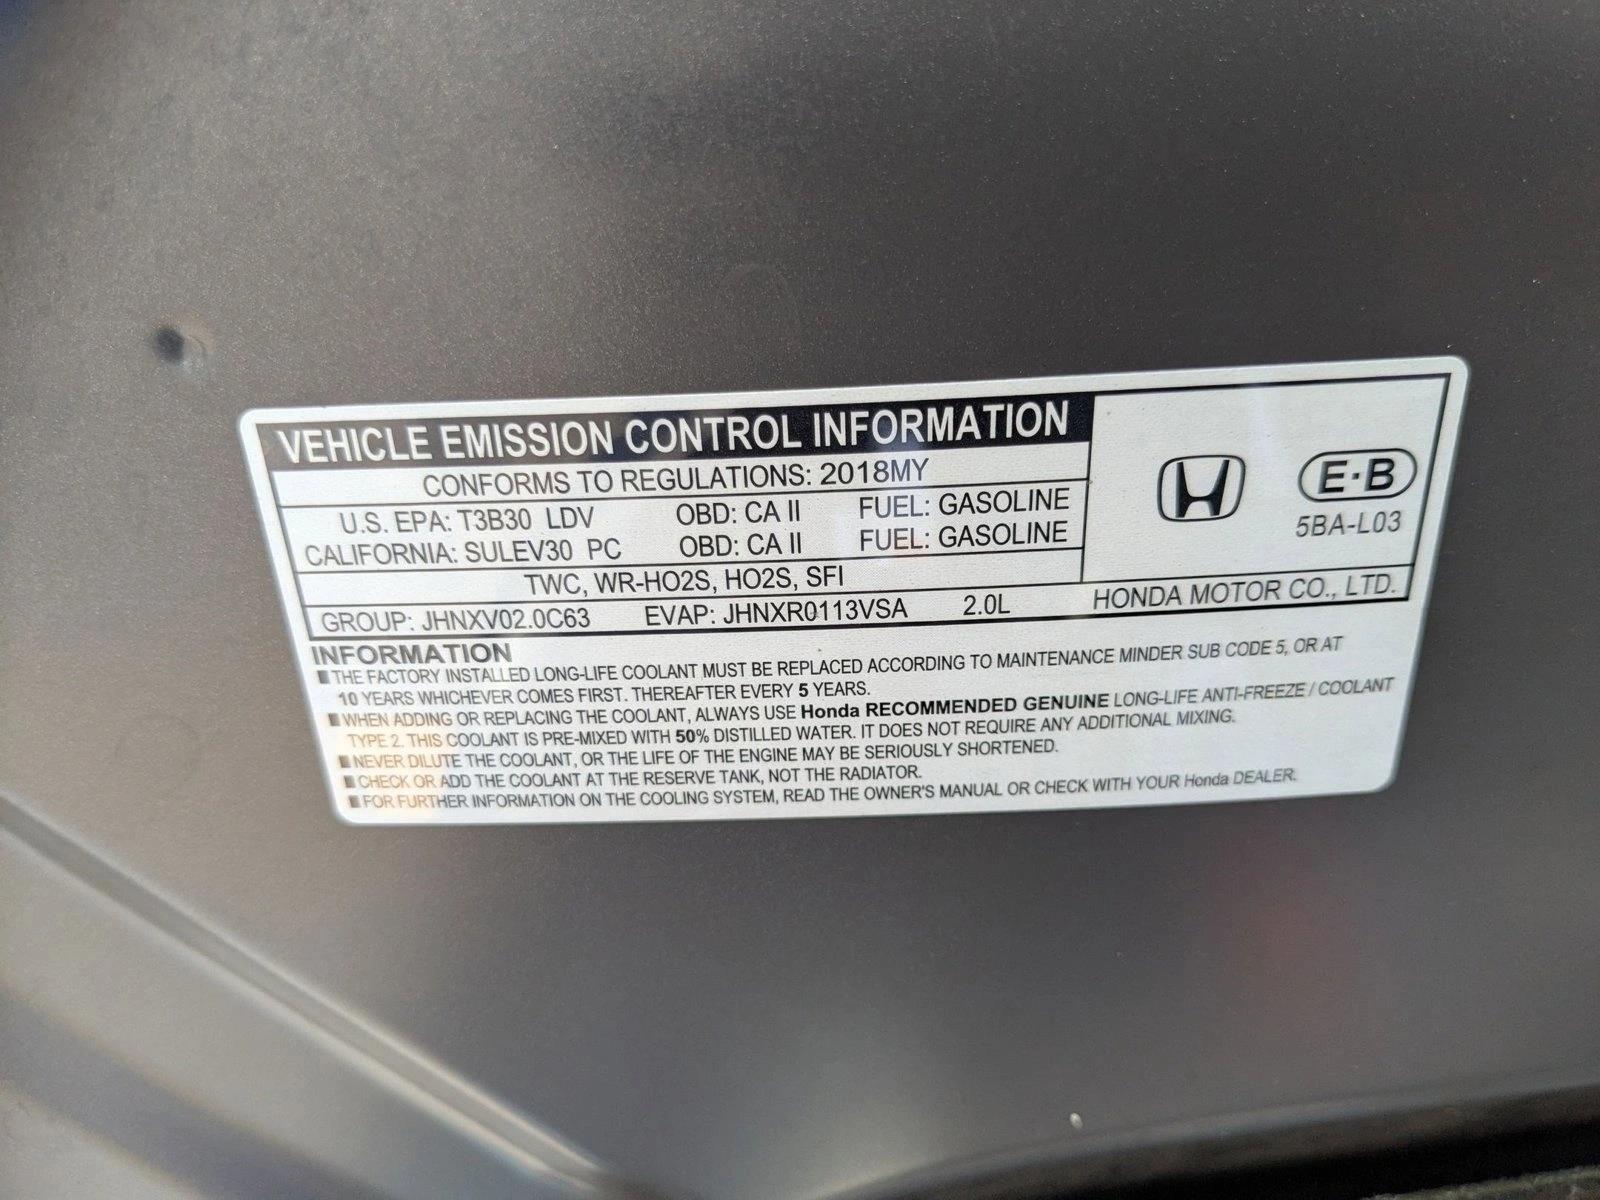 VEHICLE EMISSION CONTROL INFORMATION
CONFORMS TO REGULATIONS: 2018MY
U.S. EPA: T3B30 LDV OBD: CA II FUEL: GASOLINE
CALIFORNIA: SULEV30 PC OBD: CA II FUEL: GASOLINE
TWC, WR-HO2S, HO2S, SFI
GROUP: JHNXV02.0C63 EVAP: JHNXR0113VSA 2.0L
E·B
5BA-L03
HONDA MOTOR CO., LTD.
INFORMATION
■THE FACTORY INSTALLED LONG-LIFE COOLANT MUST BE REPLACED ACCORDING TO MAINTENANCE MINDER SUB CODE 5, OR AT
10 YEARS WHICHEVER COMES FIRST. THEREAFTER EVERY 5 YEARS.
■WHEN ADDING OR REPLACING THE COOLANT, ALWAYS USE Honda RECOMMENDED GENUINE LONG-LIFE ANTI-FREEZE / COOLANT
TYPE 2. THIS COOLANT IS PRE-MIXED WITH 50% DISTILLED WATER. IT DOES NOT REQUIRE ANY ADDITIONAL MIXING.
■NEVER DILUTE THE COOLANT, OR THE LIFE OF THE ENGINE MAY BE SERIOUSLY SHORTENED.
■CHECK OR ADD THE COOLANT AT THE RESERVE TANK, NOT THE RADIATOR.
■FOR FURTHER INFORMATION ON THE COOLING SYSTEM, READ THE OWNER'S MANUAL OR CHECK WITH YOUR Honda DEALER.